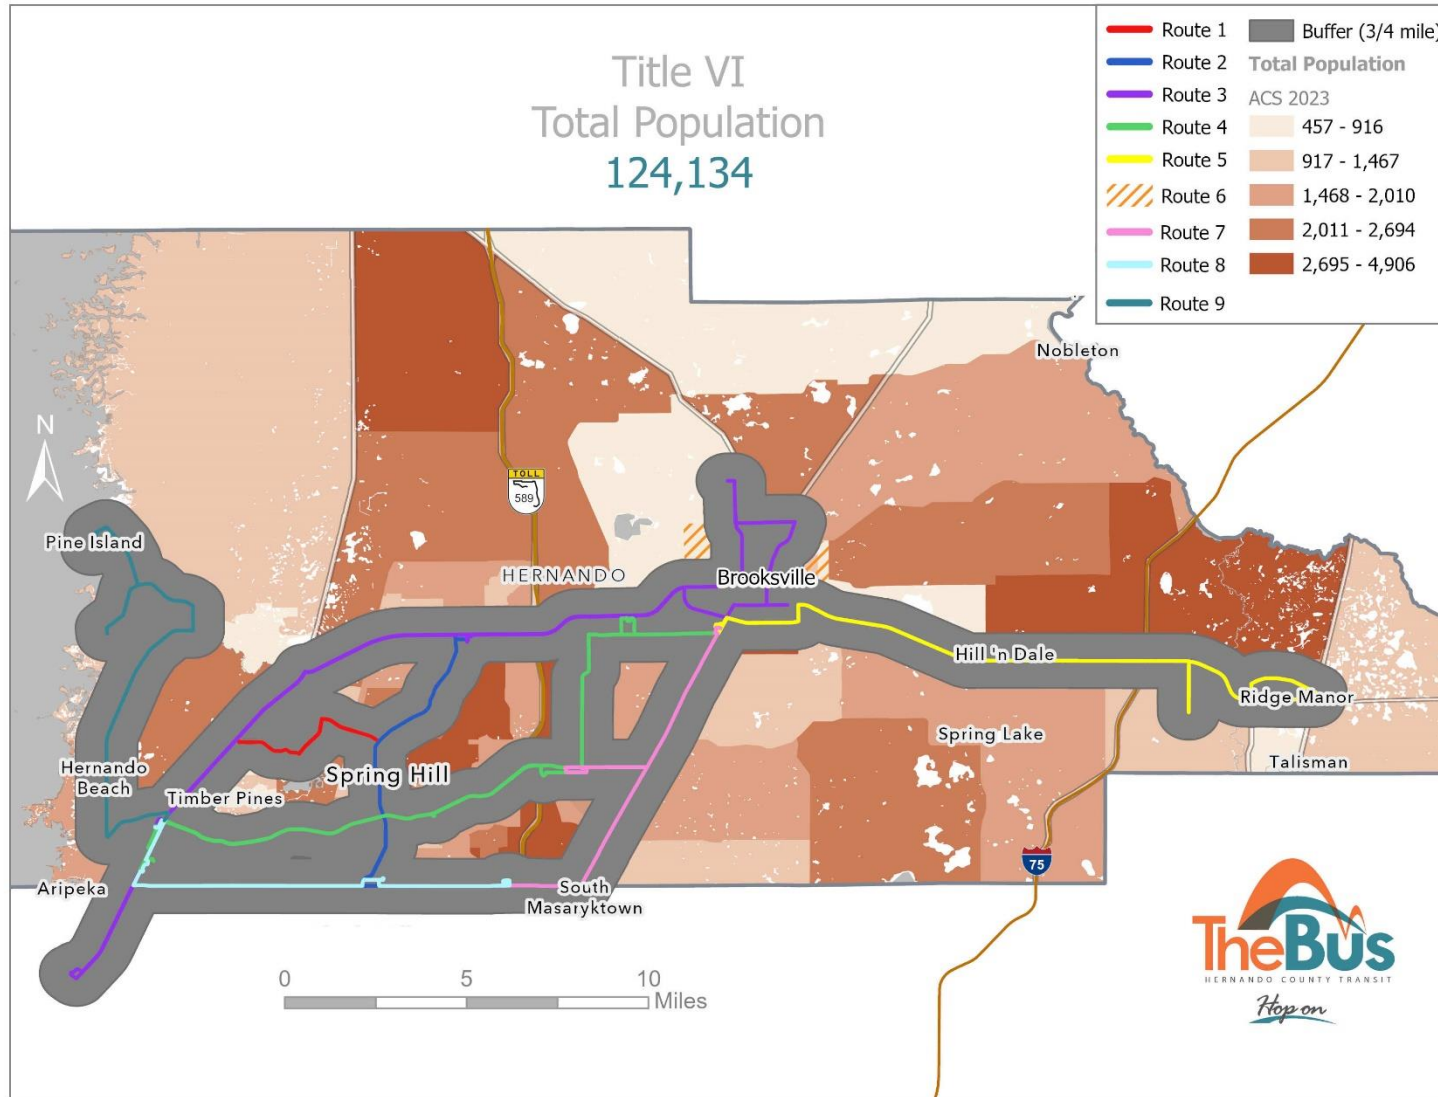 Title VI
Total Population
124,134
Route 1
Route 2
Route 3
Route 4
Route 5
Route 6
Route 7
Route 8
Route 9
Buffer (3/4 mile)
Total Population
ACS 2023
457 - 916
917 - 1,467
1,468 - 2,010
2,011 - 2,694
2,695 - 4,906
Nobleton
N
TOLL
589
Pine Island
HERNANDO
Brooksville
Hill 'n Dale
Ridge Manor
Spring Lake
Talisman
Hernando
Beach
Timber Pines
Spring Hill
75
Aripeka
South
Masaryktown
0 5 10
Miles
TheBus
HERNANDO COUNTY TRANSIT
Hop on